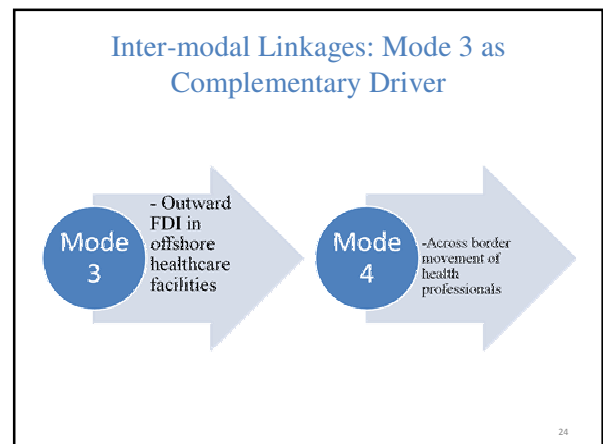 Inter-modal Linkages: Mode 3 as
Complementary Driver
Mode
3
- Outward
FDI in
offshore
healthcare
facilities
Mode
4
-Across border
movement of
health
professionals
24